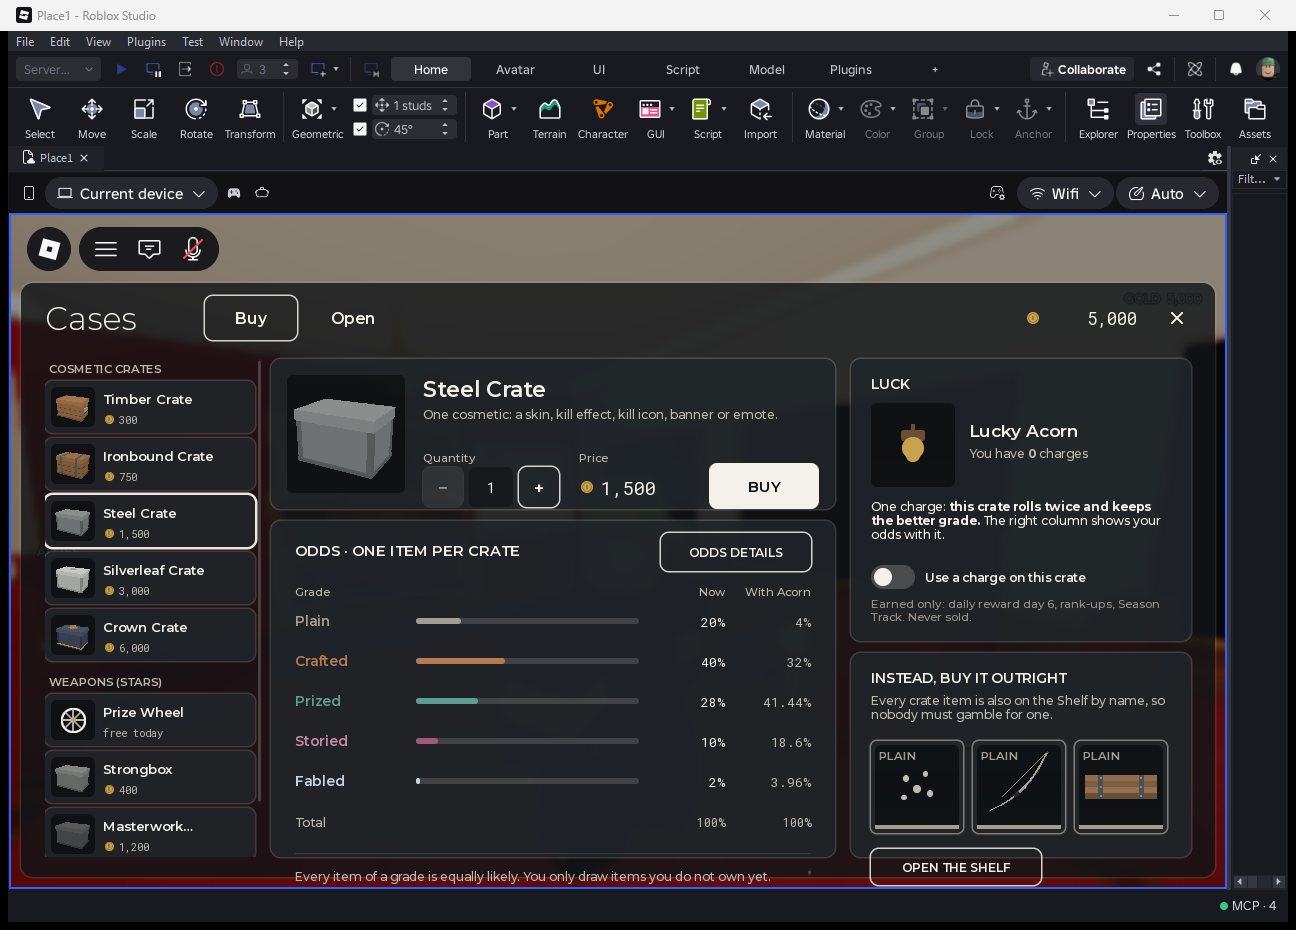 Place1 - Roblox Studio
File Edit View Plugins Test Window Help
Server... 3 Home Avatar UI Script Model Plugins + Collaborate
1 studs
45°
Select Move Scale Rotate Transform Geometric Part Terrain Character GUI Script Import Material Color Group Lock Anchor Explorer Properties Toolbox Assets
Place1
Filt...
Current device Wifi Auto
Cases Buy Open 5,000
COSMETIC CRATES
Timber Crate
300
Ironbound Crate
750
Steel Crate
1,500
Silverleaf Crate
3,000
Crown Crate
6,000
WEAPONS (STARS)
Prize Wheel
free today
Strongbox
400
Masterwork...
1,200
Steel Crate
One cosmetic: a skin, kill effect, kill icon, banner or emote.
Quantity Price
− 1 + 1,500 BUY
ODDS · ONE ITEM PER CRATE ODDS DETAILS
Grade Now With Acorn
Plain 20% 4%
Crafted 40% 32%
Prized 28% 41.44%
Storied 10% 18.6%
Fabled 2% 3.96%
Total 100% 100%
Every item of a grade is equally likely. You only draw items you do not own yet.
LUCK
Lucky Acorn
You have 0 charges
One charge: this crate rolls twice and keeps
the better grade. The right column shows your
odds with it.
Use a charge on this crate
Earned only: daily reward day 6, rank-ups, Season
Track. Never sold.
INSTEAD, BUY IT OUTRIGHT
Every crate item is also on the Shelf by name, so
nobody must gamble for one.
PLAIN PLAIN PLAIN
OPEN THE SHELF
MCP · 4